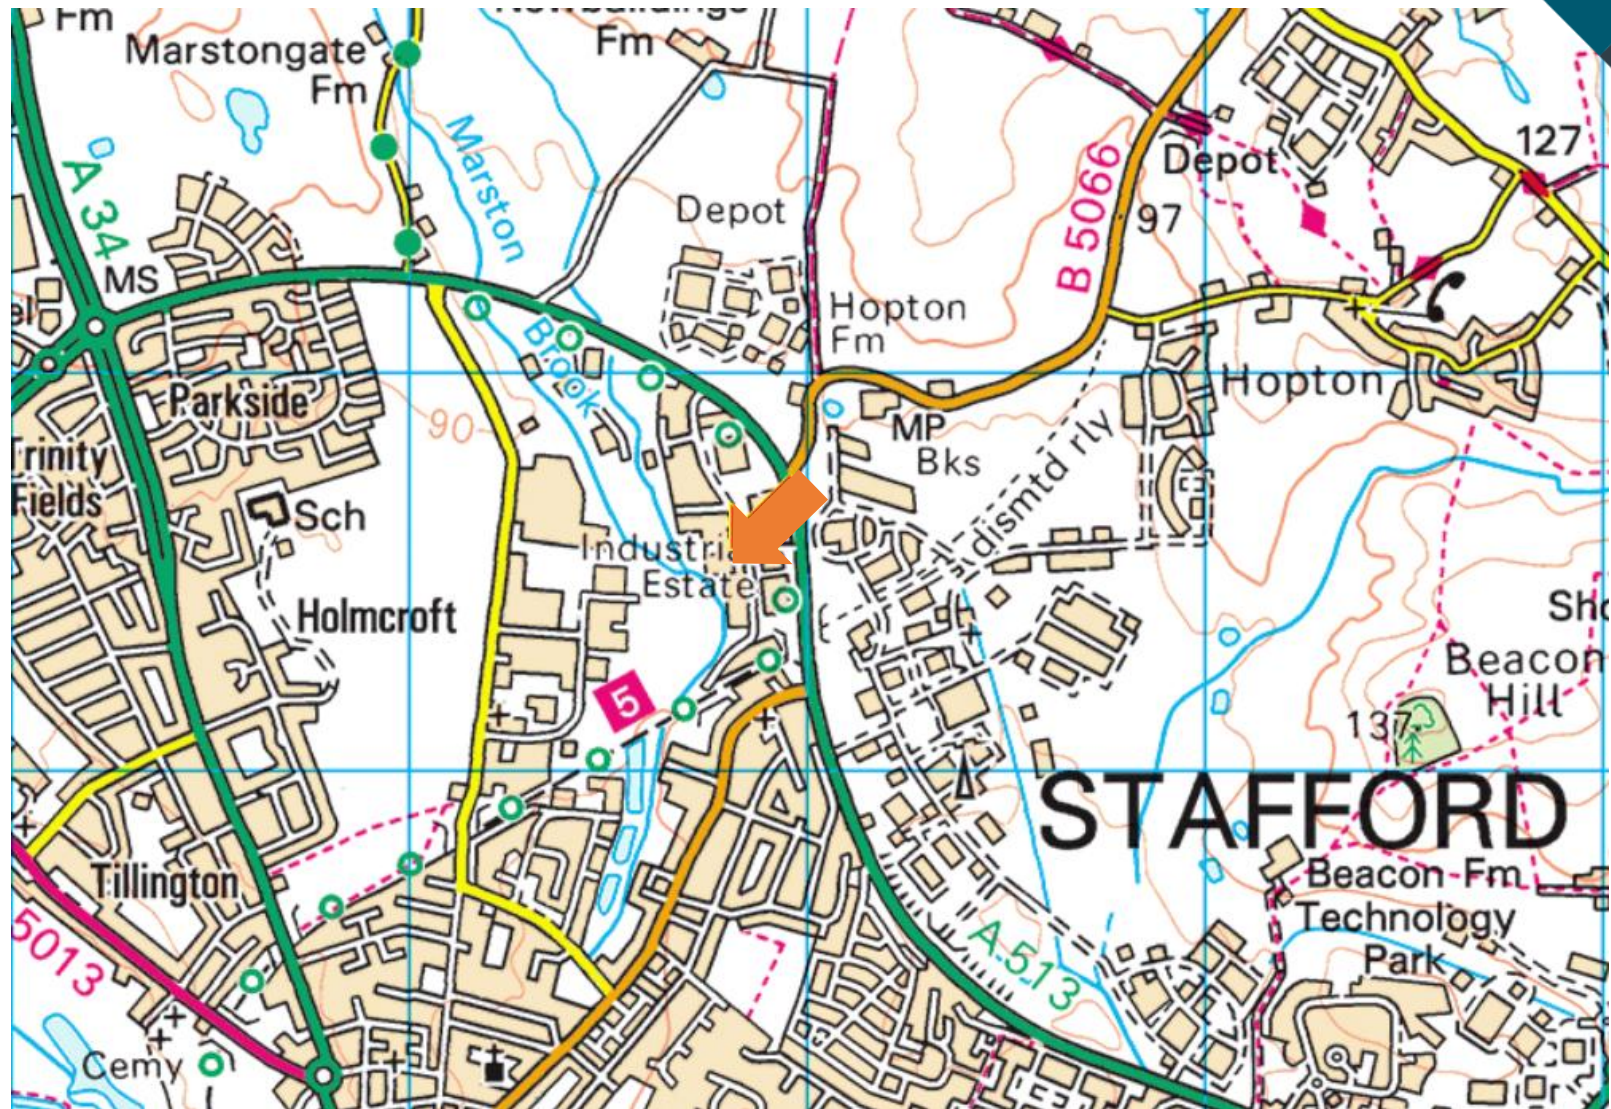 Fm
Marstongate
Fm
Newbuildings
Fm
Marston
A 34
MS
Depot
B 5066
Depot
127
97
Hopton
Fm
Brook
Parkside
90
Hopton
MP
Bks
Trinity
Fields
Sch
dismtd rly
Estate
Holmcroft
5
Beacon
Hill
137
STAFFORD
Tillington
Beacon Fm
Technology
Park
5013
A 513
Cemy